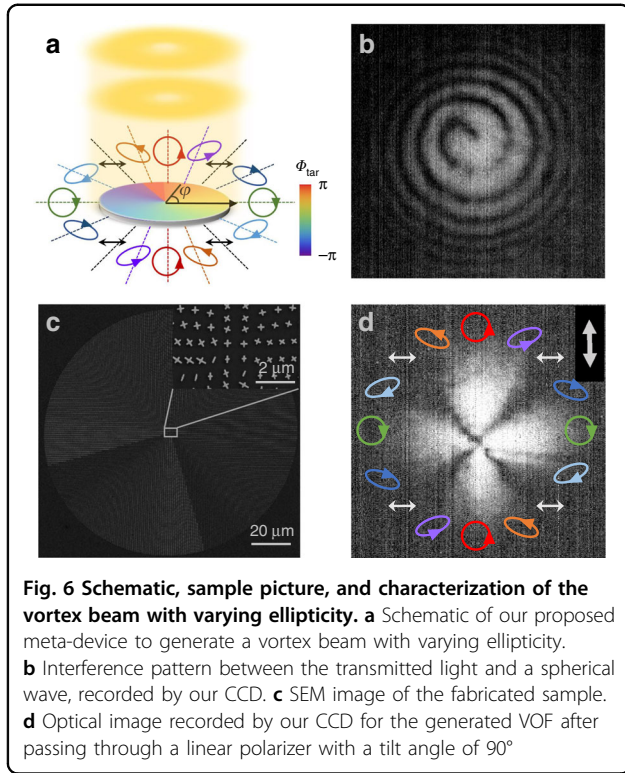 a
φ
Φtar
π
−π
b
c
2 μm
20 μm
d
Fig. 6 Schematic, sample picture, and characterization of the
vortex beam with varying ellipticity. a Schematic of our proposed
meta-device to generate a vortex beam with varying ellipticity.
b Interference pattern between the transmitted light and a spherical
wave, recorded by our CCD. c SEM image of the fabricated sample.
d Optical image recorded by our CCD for the generated VOF after
passing through a linear polarizer with a tilt angle of 90°